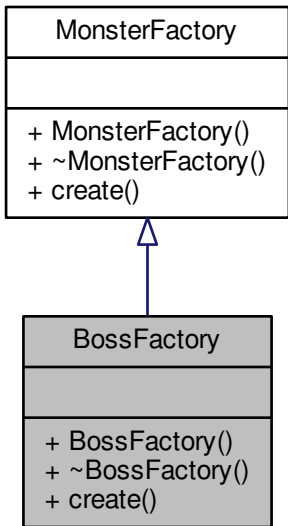 MonsterFactory
+ MonsterFactory()
+ ~MonsterFactory()
+ create()
BossFactory
+ BossFactory()
+ ~BossFactory()
+ create()